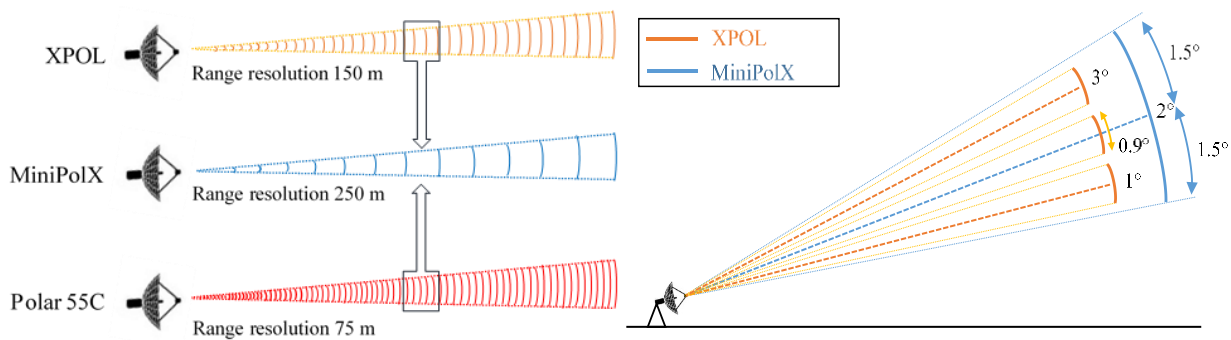 XPOL
Range resolution 150 m
MiniPolX
Range resolution 250 m
Polar 55C
Range resolution 75 m
XPOL
MiniPolX
1.5°
3°
2°
0.9°
1.5°
1°